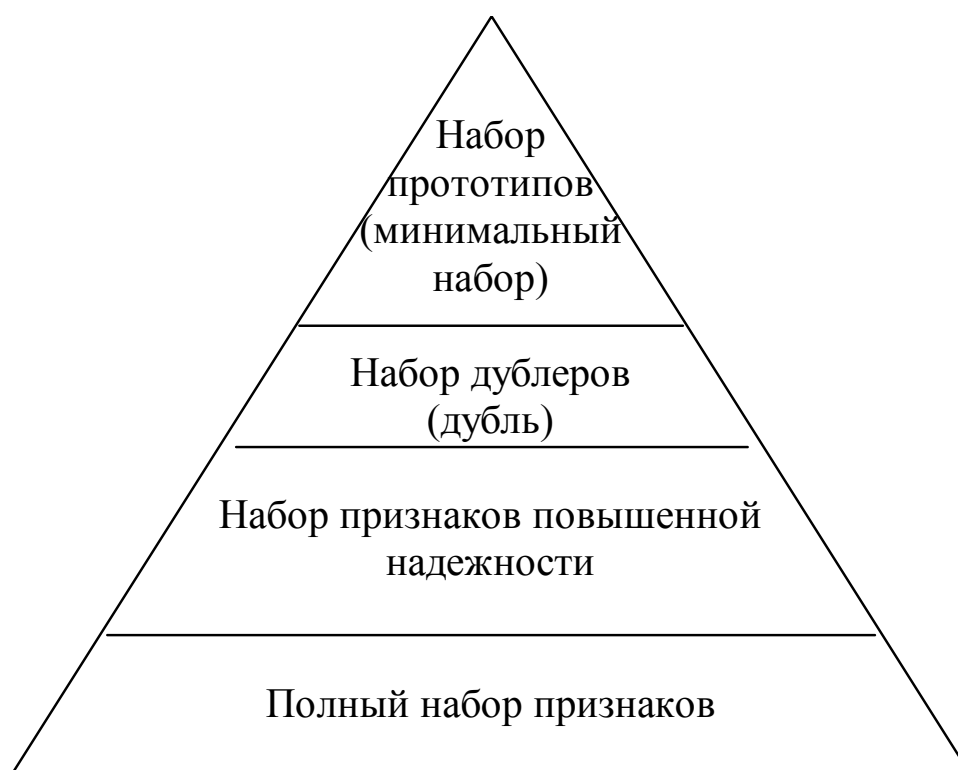 Набор
прототипов
(минимальный
набор)
Набор дублеров
(дубль)
Набор признаков повышенной
надежности
Полный набор признаков